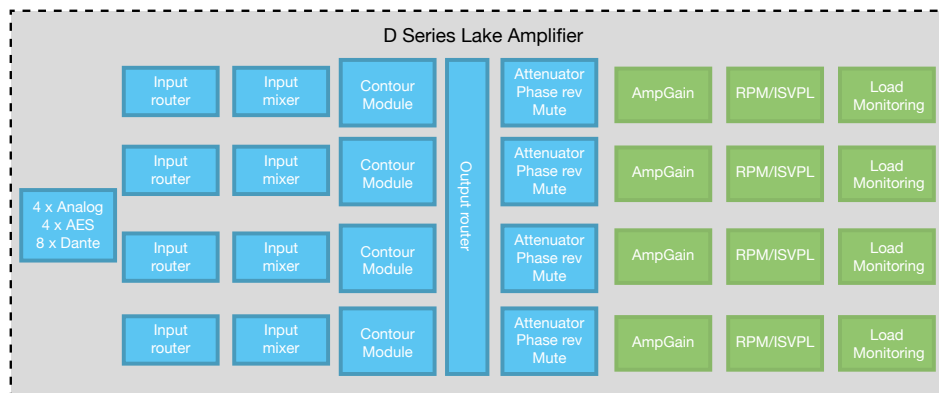 D Series Lake Amplifier
4 x Analog
4 x AES
8 x Dante
Input
router
Input
mixer
Contour
Module
Output router
Attenuator
Phase rev
Mute
AmpGain
RPM/ISVPL
Load
Monitoring
Input
router
Input
mixer
Contour
Module
Attenuator
Phase rev
Mute
AmpGain
RPM/ISVPL
Load
Monitoring
Input
router
Input
mixer
Contour
Module
Attenuator
Phase rev
Mute
AmpGain
RPM/ISVPL
Load
Monitoring
Input
router
Input
mixer
Contour
Module
Attenuator
Phase rev
Mute
AmpGain
RPM/ISVPL
Load
Monitoring